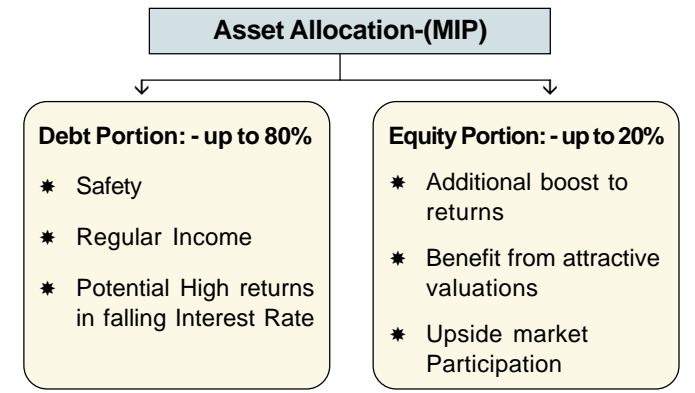 Asset Allocation-(MIP)
Debt Portion: - up to 80%
✷ Safety
✷ Regular Income
✷ Potential High returns
in falling Interest Rate
Equity Portion: - up to 20%
✷ Additional boost to
returns
✷ Benefit from attractive
valuations
✷ Upside market
Participation